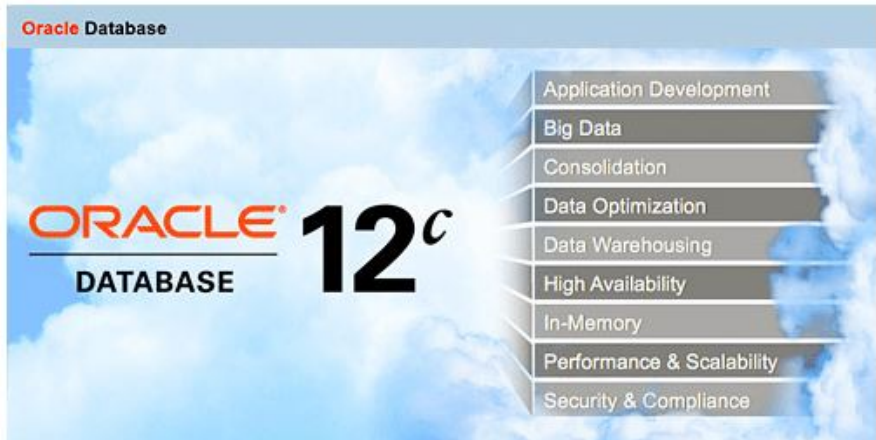 Oracle Database
ORACLE®
DATABASE
12c
Application Development
Big Data
Consolidation
Data Optimization
Data Warehousing
High Availability
In-Memory
Performance & Scalability
Security & Compliance